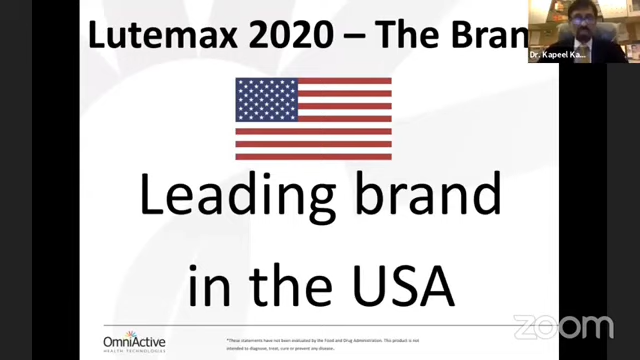 Lutemax 2020 – The Bran
Dr. Kapeel Ka...
Leading brand
in the USA
OmniActive
HEALTH TECHNOLOGIES
*These statements have not been evaluated by the Food and Drug Administration. This product is not
intended to diagnose, treat, cure or prevent any disease.
zoom